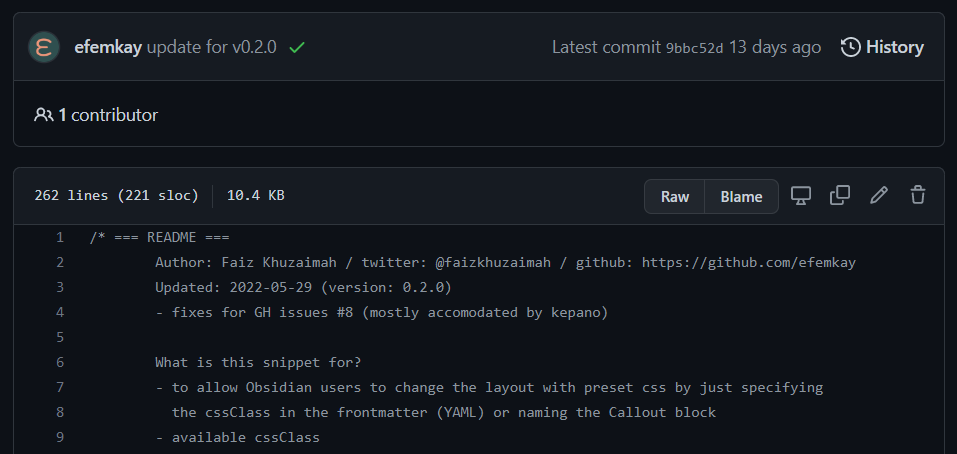 efemkay update for v0.2.0 Latest commit 9bbc52d 13 days ago History
1 contributor
262 lines (221 sloc) 10.4 KB Raw Blame
1 /* === README ===
2 Author: Faiz Khuzaimah / twitter: @faizkhuzaimah / github: https://github.com/efemkay
3 Updated: 2022-05-29 (version: 0.2.0)
4 - fixes for GH issues #8 (mostly accomodated by kepano)
5
6 What is this snippet for?
7 - to allow Obsidian users to change the layout with preset css by just specifying
8 the cssClass in the frontmatter (YAML) or naming the Callout block
9 - available cssClass